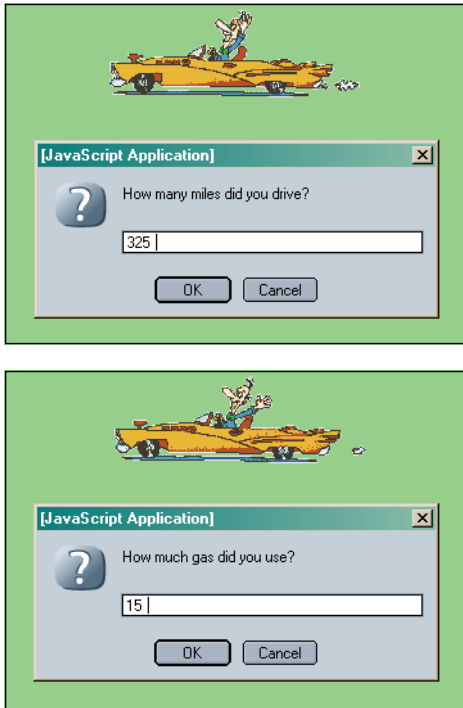 [JavaScript Application]
How many miles did you drive?
325
OK Cancel
[JavaScript Application]
How much gas did you use?
15
OK Cancel